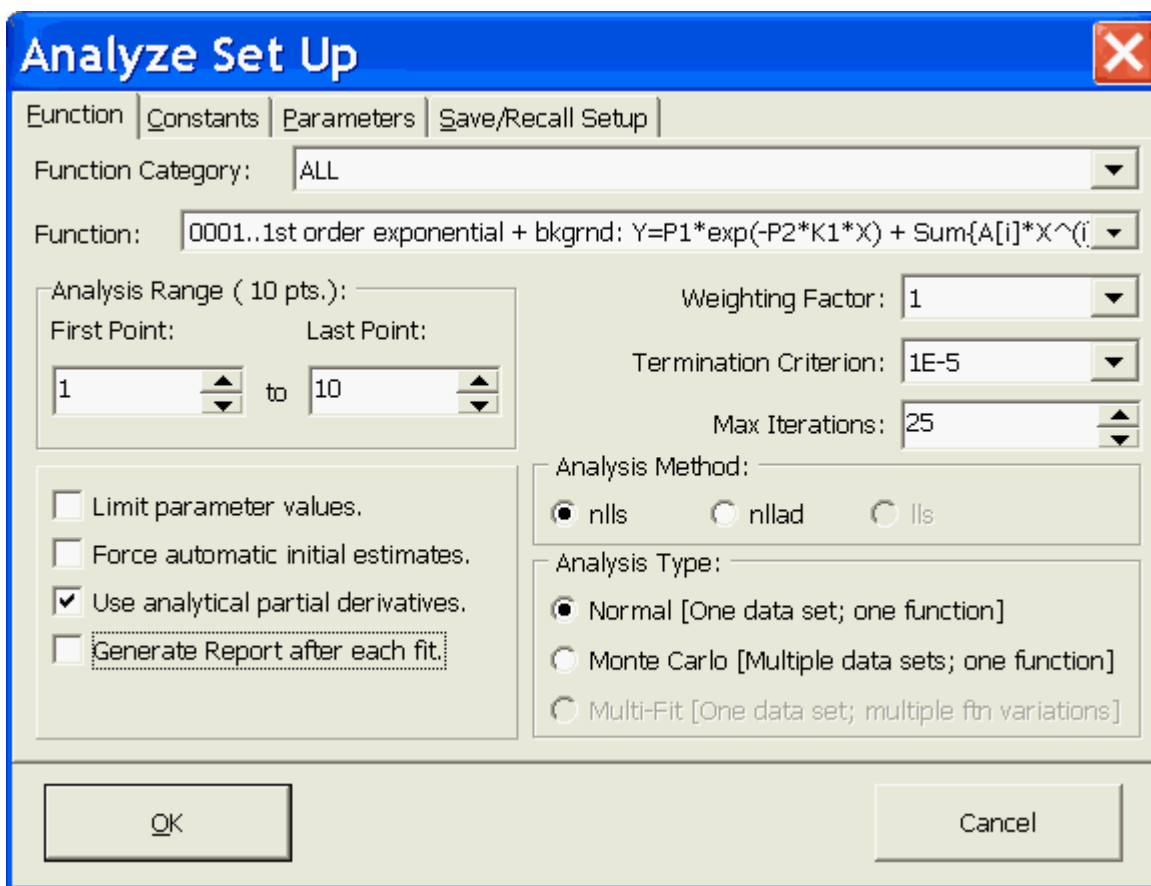 Analyze Set Up
Function Constants Parameters Save/Recall Setup
Function Category: ALL
Function: 0001..1st order exponential + bkgrnd: Y=P1*exp(-P2*K1*X) + Sum{A[i]*X^(i
Analysis Range ( 10 pts.):
First Point: Last Point:
1 to 10
Weighting Factor: 1
Termination Criterion: 1E-5
Max Iterations: 25
Limit parameter values.
Force automatic initial estimates.
Use analytical partial derivatives.
Generate Report after each fit.
Analysis Method:
nlls nllad lls
Analysis Type:
Normal [One data set; one function]
Monte Carlo [Multiple data sets; one function]
Multi-Fit [One data set; multiple ftn variations]
OK Cancel